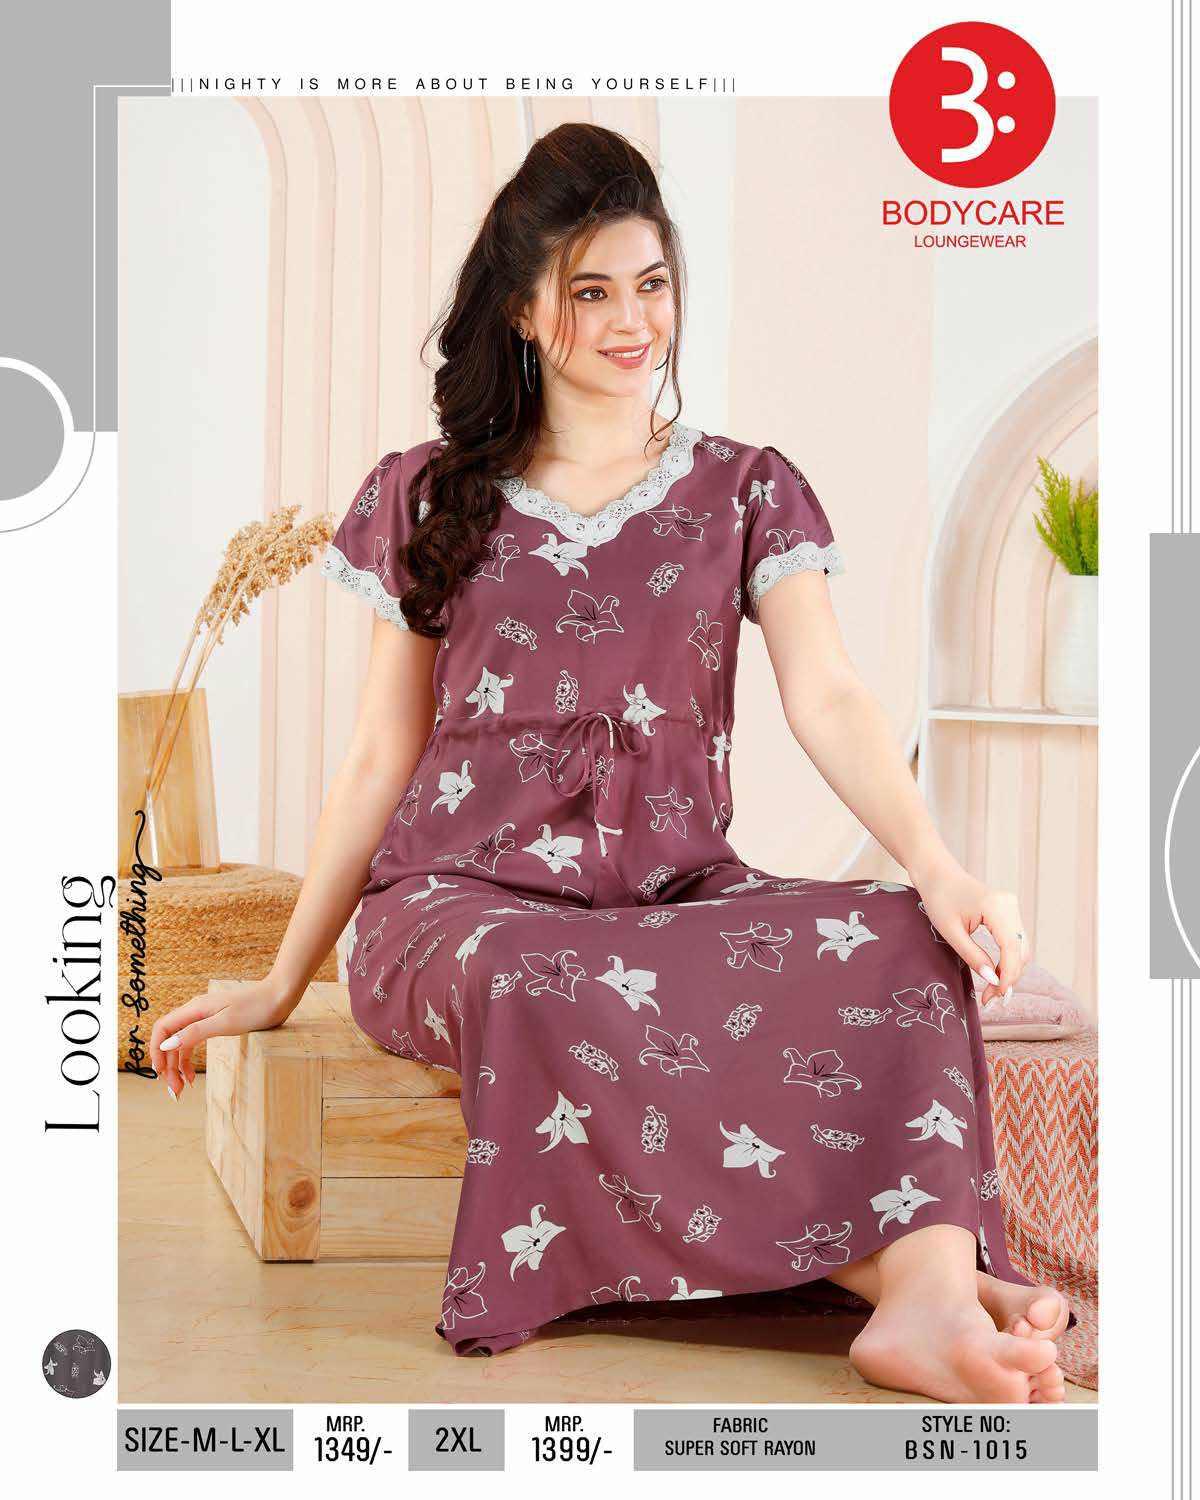 |||NIGHTY IS MORE ABOUT BEING YOURSELF|||
BODYCARE
LOUNGEWEAR
Looking
for something
SIZE-M-L-XL
MRP.
1349/-
2XL
MRP.
1399/-
FABRIC
SUPER SOFT RAYON
STYLE NO:
BSN-1015